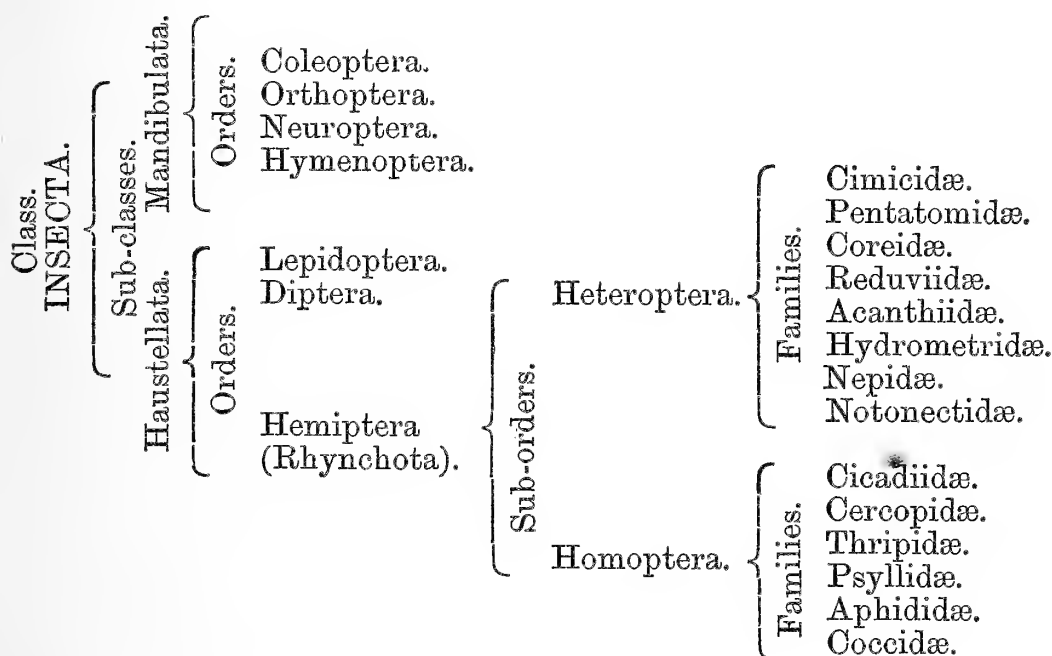 Class.
INSECTA.
Sub-classes.
Mandibulata.
Orders.
Coleoptera.
Orthoptera.
Neuroptera.
Hymenoptera.
Haustellata.
Orders.
Lepidoptera.
Diptera.
Hemiptera
(Rhynchota).
Sub-orders.
Heteroptera.
Families.
Cimicidæ.
Pentatomidæ.
Coreidæ.
Reduviidæ.
Acanthiidæ.
Hydrometridæ.
Nepidæ.
Notonectidæ.
Homoptera.
Families.
Cicadiidæ.
Cercopidæ.
Thripidæ.
Psyllidæ.
Aphididæ.
Coccidæ.